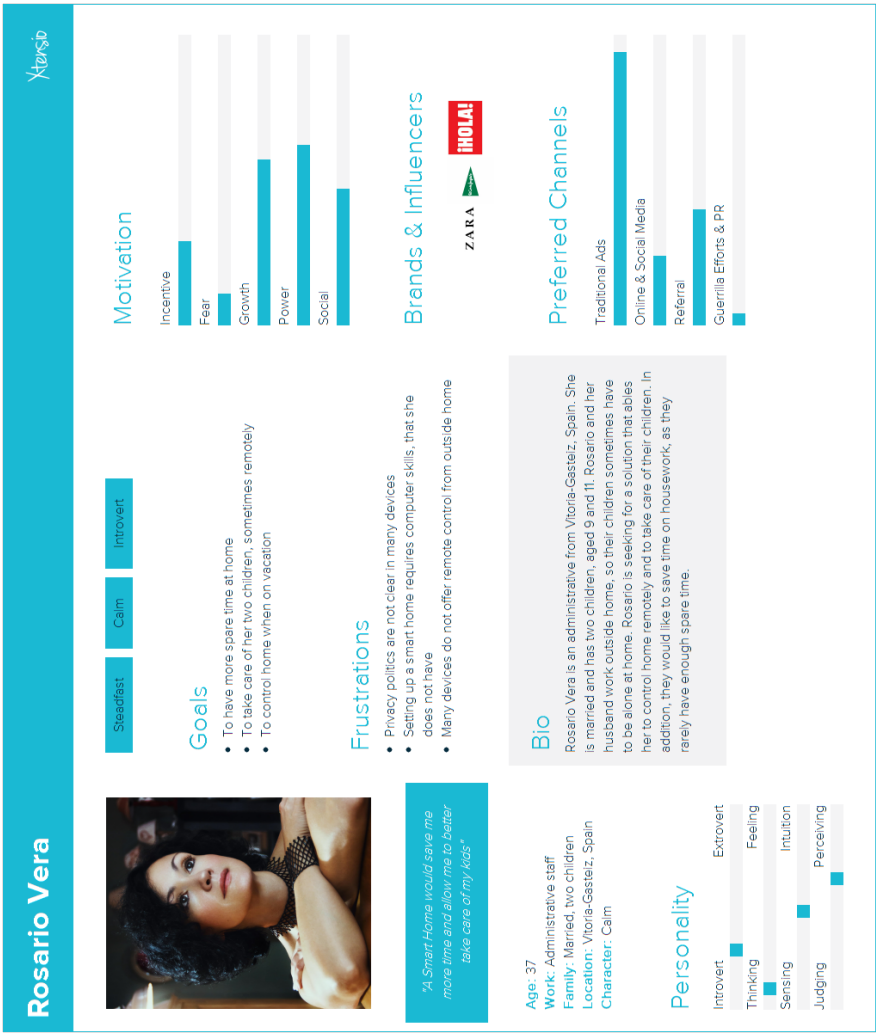 Rosario Vera
Xtensio
"A Smart Home would save me
more time and allow me to better
take care of my kids"
Age: 37
Work: Administrative staff
Family: Married, two children
Location: Vitoria-Gasteiz, Spain
Character: Calm
Personality
Introvert Extrovert
Thinking Feeling
Sensing Intuition
Judging Perceiving
Steadfast Calm Introvert
Goals
• To have more spare time at home
• To take care of her two children, sometimes remotely
• To control home when on vacation
Frustrations
• Privacy politics are not clear in many devices
• Setting up a smart home requires computer skills, that she
does not have
• Many devices do not offer remote control from outside home
Bio
Rosario Vera is an administrative from Vitoria-Gasteiz, Spain. She
is married and has two children, aged 9 and 11. Rosario and her
husband work outside home, so their children sometimes have
to be alone at home. Rosario is seeking for a solution that ables
her to control home remotely and to take care of their children. In
addition, they would like to save time on housework, as they
rarely have enough spare time.
Motivation
Incentive
Fear
Growth
Power
Social
Brands & Influencers
ZARA ¡HOLA!
Preferred Channels
Traditional Ads
Online & Social Media
Referral
Guerrilla Efforts & PR